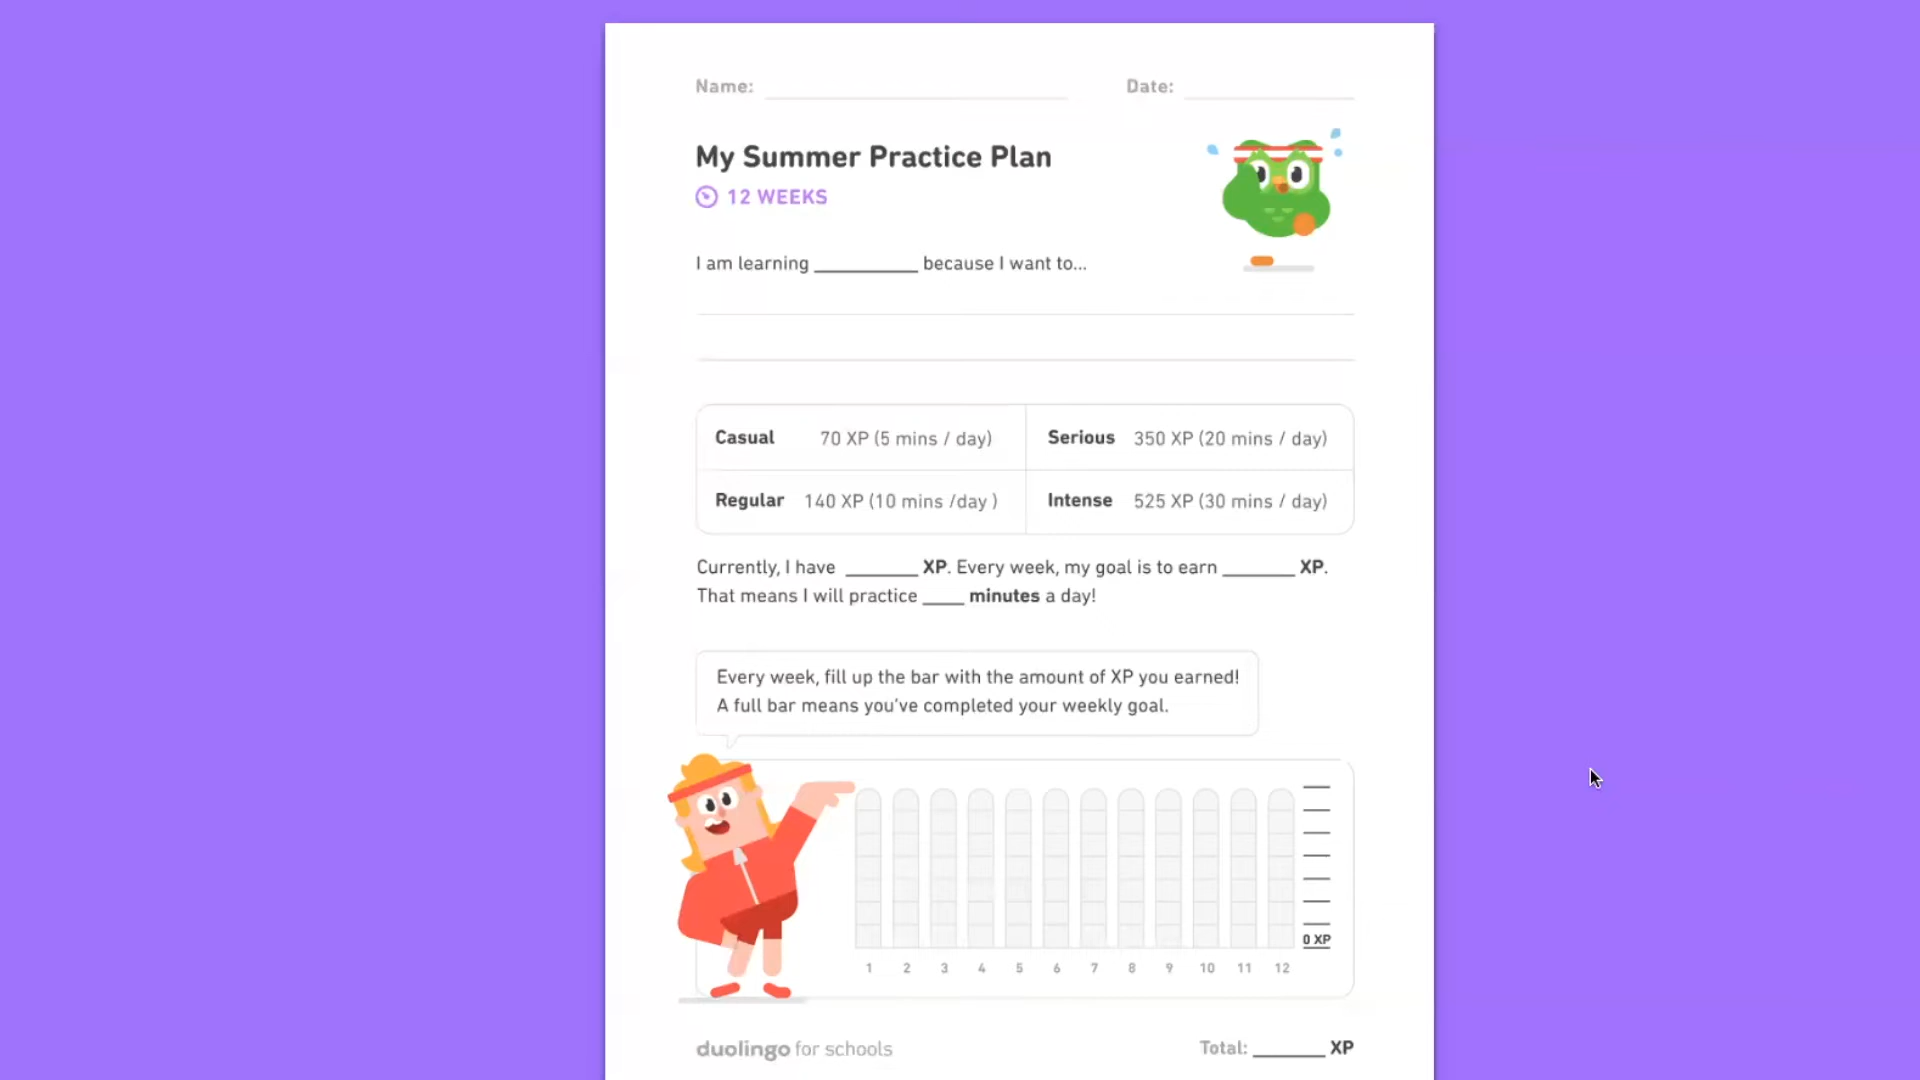 Name: Date:
My Summer Practice Plan
12 WEEKS
I am learning __________ because I want to...
Casual 70 XP (5 mins / day) Serious 350 XP (20 mins / day)
Regular 140 XP (10 mins /day ) Intense 525 XP (30 mins / day)
Currently, I have _______ XP. Every week, my goal is to earn _______ XP.
That means I will practice ____ minutes a day!
Every week, fill up the bar with the amount of XP you earned!
A full bar means you've completed your weekly goal.
0 XP
1 2 3 4 5 6 7 8 9 10 11 12
duolingo for schools Total: _______ XP